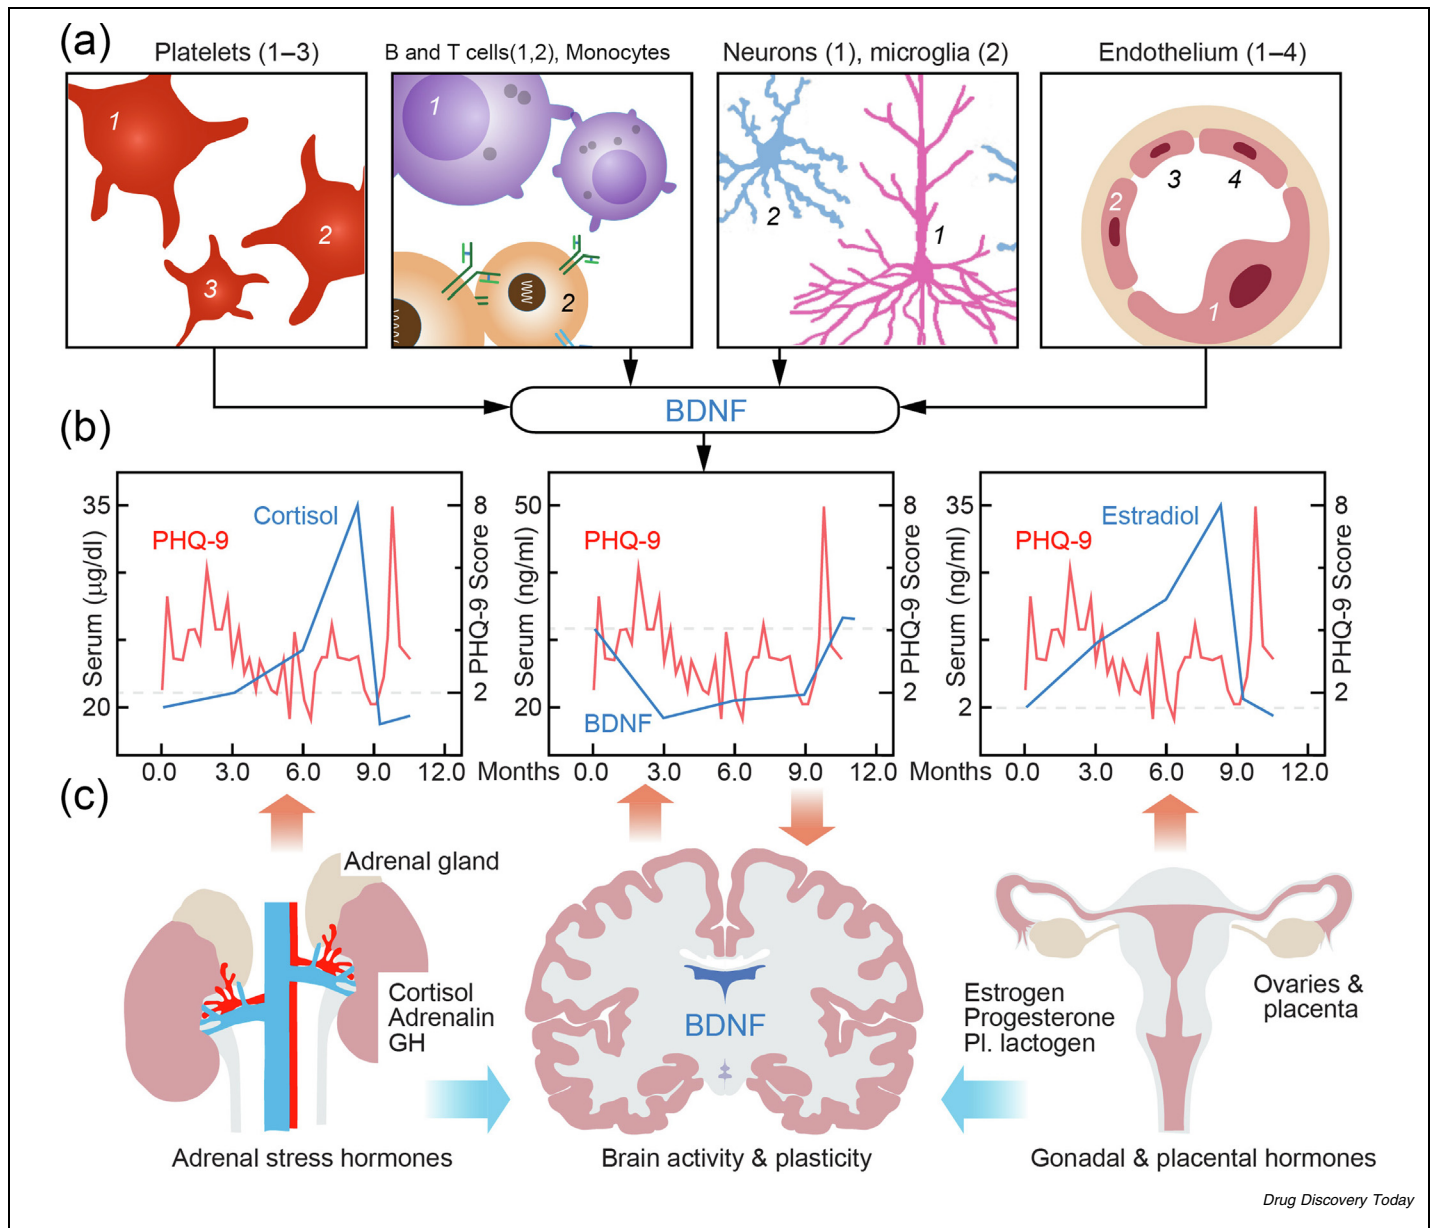 (a)
Platelets (1–3)
B and T cells(1,2), Monocytes
Neurons (1), microglia (2)
Endothelium (1–4)
1
2
3
1
2
2
1
3
4
2
1
BDNF
(b)
35
20
Serum (µg/dl)
PHQ-9
Cortisol
8
2
PHQ-9 Score
0.0 3.0 6.0 9.0 12.0
Months
50
20
Serum (ng/ml)
PHQ-9
BDNF
8
2
PHQ-9 Score
0.0 3.0 6.0 9.0 12.0
Months
35
2
Serum (ng/ml)
PHQ-9
Estradiol
8
2
PHQ-9 Score
0.0 3.0 6.0 9.0 12.0
(c)
Adrenal gland
Cortisol
Adrenalin
GH
Adrenal stress hormones
BDNF
Brain activity & plasticity
Estrogen
Progesterone
Pl. lactogen
Ovaries &
placenta
Gonadal & placental hormones
Drug Discovery Today